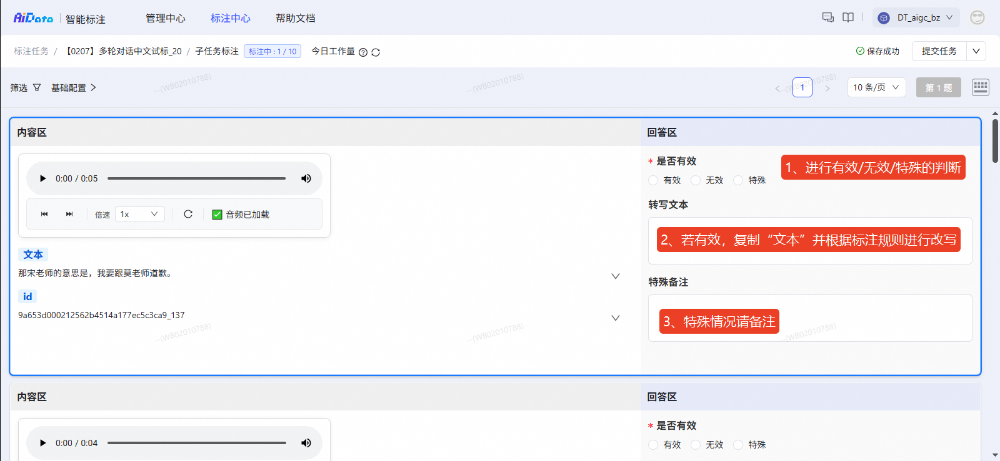 AiData 智能标注 管理中心 标注中心 帮助文档 DT_aigc_bz
标注任务 / 【0207】多轮对话中文试标_20 / 子任务标注 标注中 : 1 / 10 今日工作量 保存成功 提交任务
筛选 基础配置 1 10 条/页 第 1 题
--(WB02010788) --(WB02010788) --(WB02010788)
内容区 回答区
0:00 / 0:05
倍速 1x 音频已加载
文本
那宋老师的意思是，我要跟莫老师道歉。
id
9a653d000212562b4514a177ec5c3ca9_137
* 是否有效
1、进行有效/无效/特殊的判断
有效 无效 特殊
转写文本
2、若有效，复制“文本”并根据标注规则进行改写
特殊备注
3、特殊情况请备注
--(WB02010788) --(WB02010788) --(WB02010788)
内容区 回答区
0:00 / 0:04
* 是否有效
有效 无效 特殊